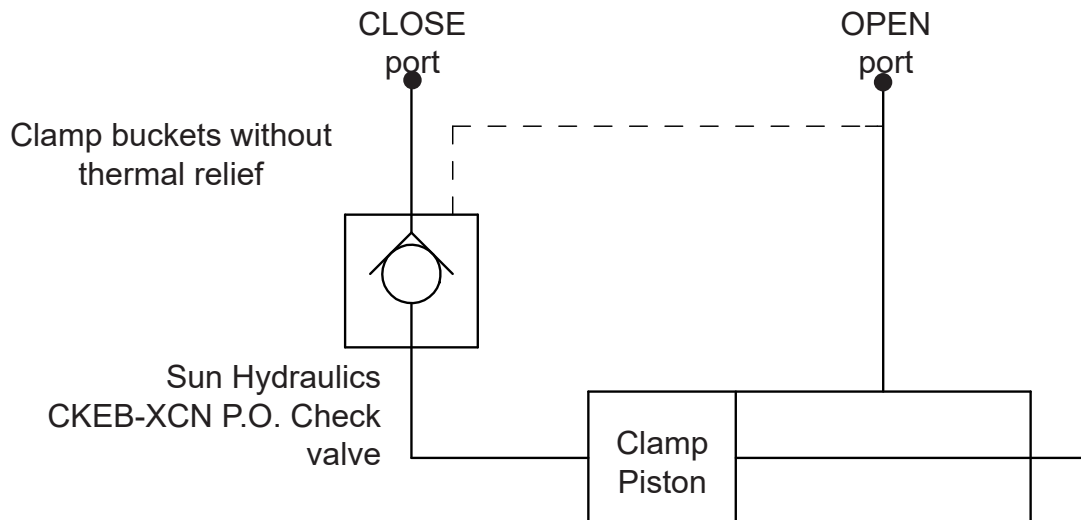 CLOSE
port
OPEN
port
Clamp buckets without
thermal relief
Sun Hydraulics
CKEB-XCN P.O. Check
valve
Clamp
Piston